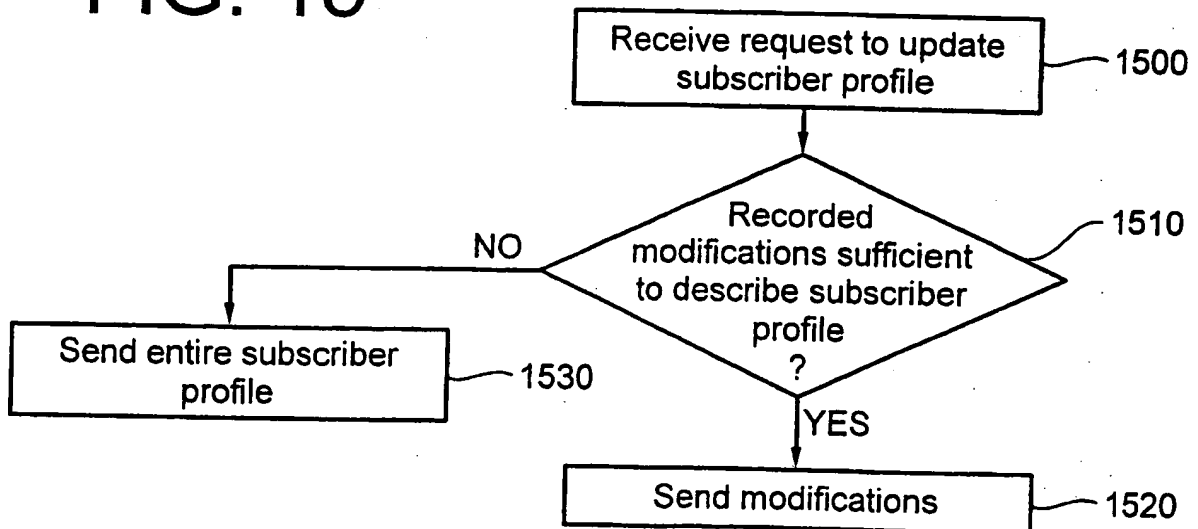 FIG.
Receive request to update
subscriber profile
1500
Recorded
modifications sufficient
to describe subscriber
profile
?
1510
NO
Send entire subscriber
profile
1530
YES
Send modifications
1520